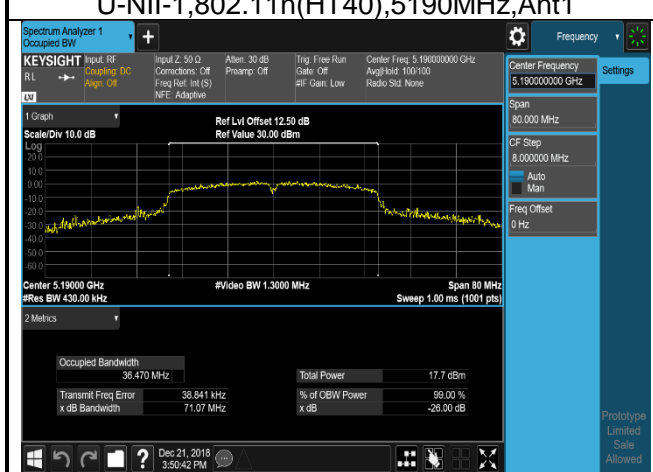 U-NII-1,802.11n(HT40),5190MHz,Ant1
Spectrum Analyzer 1
Occupied BW
Frequency
KEYSIGHT
Input: RF
Input Z: 50 Ω
Atten: 30 dB
Trig: Free Run
Center Freq: 5.190000000 GHz
RL
Coupling: DC
Corrections: Off
Preamp: Off
Gate: Off
Avg|Hold: 100/100
Align: Off
Freq Ref: Int (S)
#IF Gain: Low
Radio Std: None
LXI
NFE: Adaptive
Center Frequency
5.190000000 GHz
Settings
Span
80.000 MHz
CF Step
8.000000 MHz
Auto
Man
Freq Offset
0 Hz
1 Graph
Ref Lvl Offset 12.50 dB
Scale/Div 10.0 dB
Ref Value 30.00 dBm
Log
20.0
10.0
0.00
-10.0
-20.0
-30.0
-40.0
-50.0
-60.0
Center 5.19000 GHz
#Video BW 1.3000 MHz
Span 80 MHz
#Res BW 430.00 kHz
Sweep 1.00 ms (1001 pts)
2 Metrics
Occupied Bandwidth
36.470 MHz
Total Power
17.7 dBm
Transmit Freq Error
38.841 kHz
% of OBW Power
99.00 %
x dB Bandwidth
71.07 MHz
x dB
-26.00 dB
Prototype
Limited
Sale
Allowed
?
Dec 21, 2018
3:50:42 PM